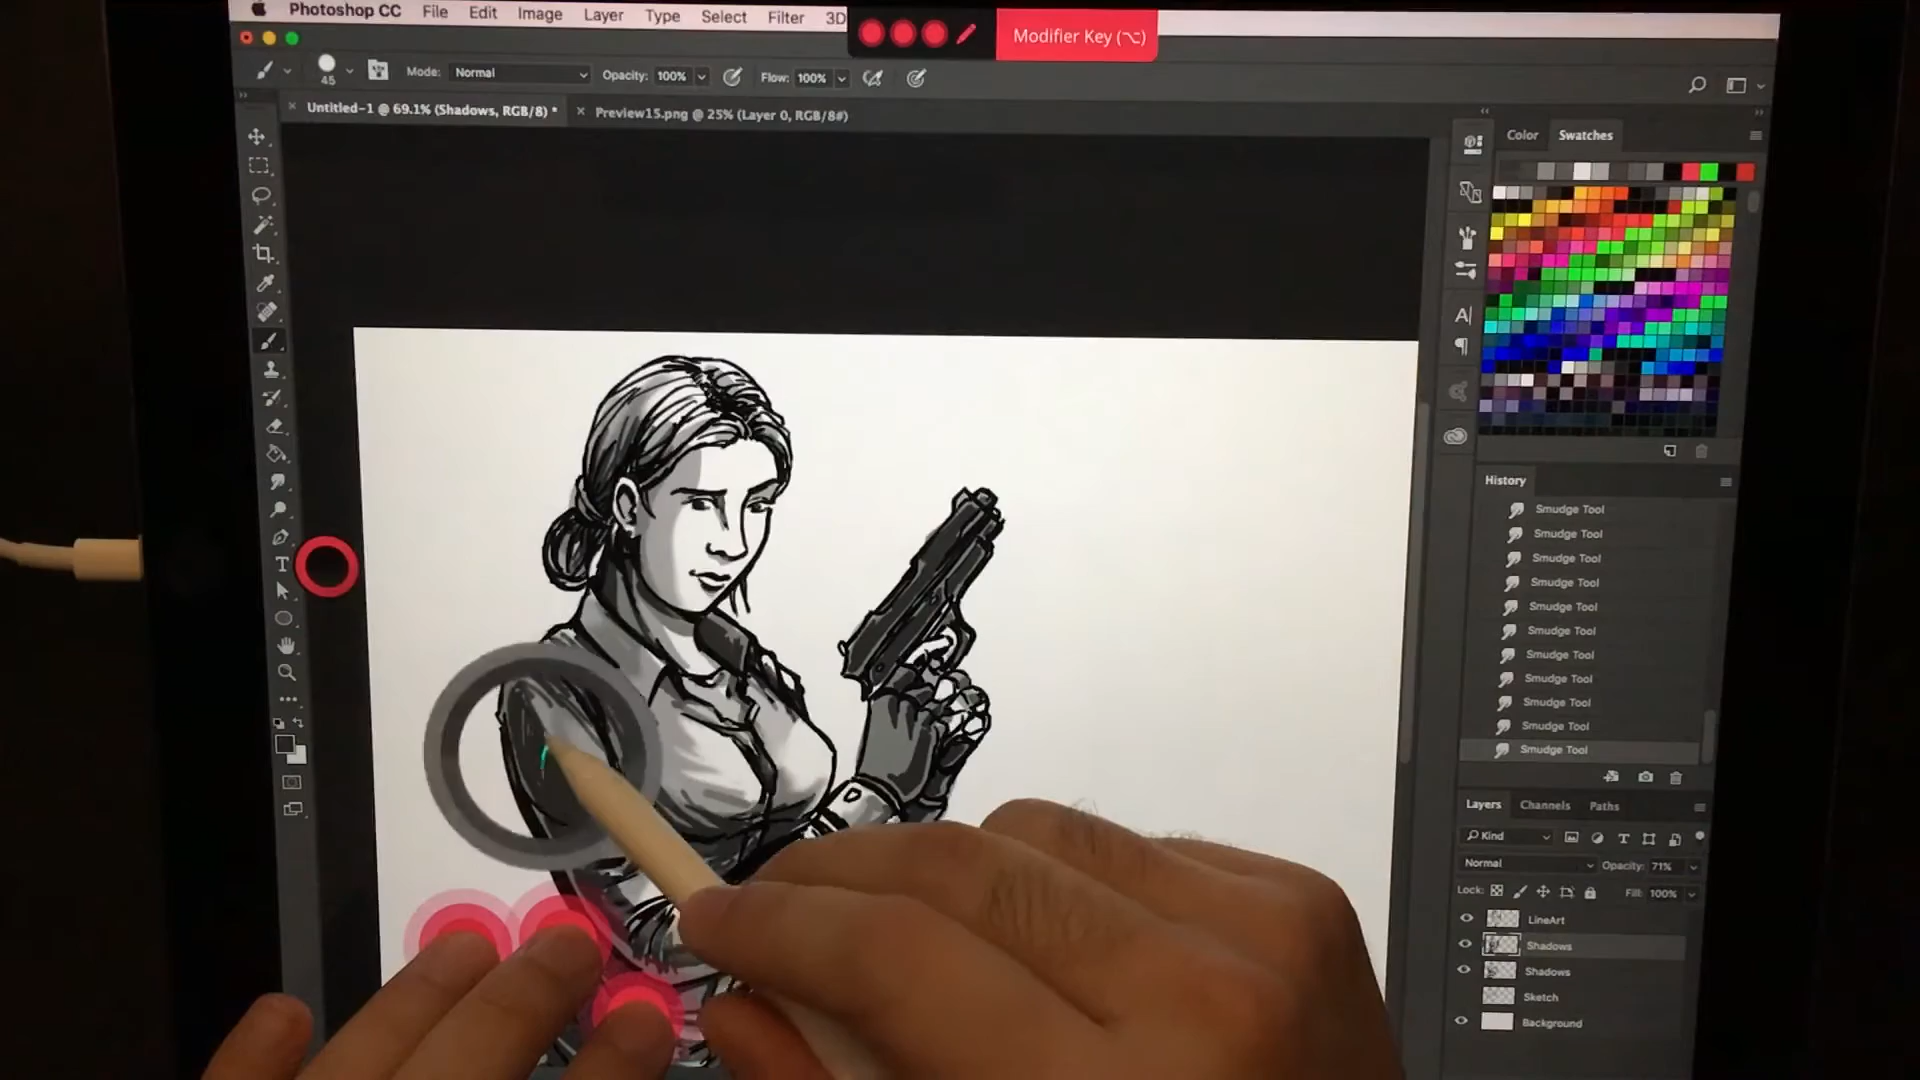 Photoshop CC File Edit Image Layer Type Select Filter 3D
Modifier Key (⌥)
45 Mode: Normal Opacity: 100% Flow: 100%
Untitled-1 @ 69.1% (Shadows, RGB/8) * Preview15.png @ 25% (Layer 0, RGB/8#)
Color Swatches
History
Smudge Tool
Smudge Tool
Smudge Tool
Smudge Tool
Smudge Tool
Smudge Tool
Smudge Tool
Smudge Tool
Smudge Tool
Smudge Tool
Smudge Tool
Layers Channels Paths
Kind
Normal Opacity: 71%
Lock: Fill: 100%
LineArt
Shadows
Shadows
Sketch
Background